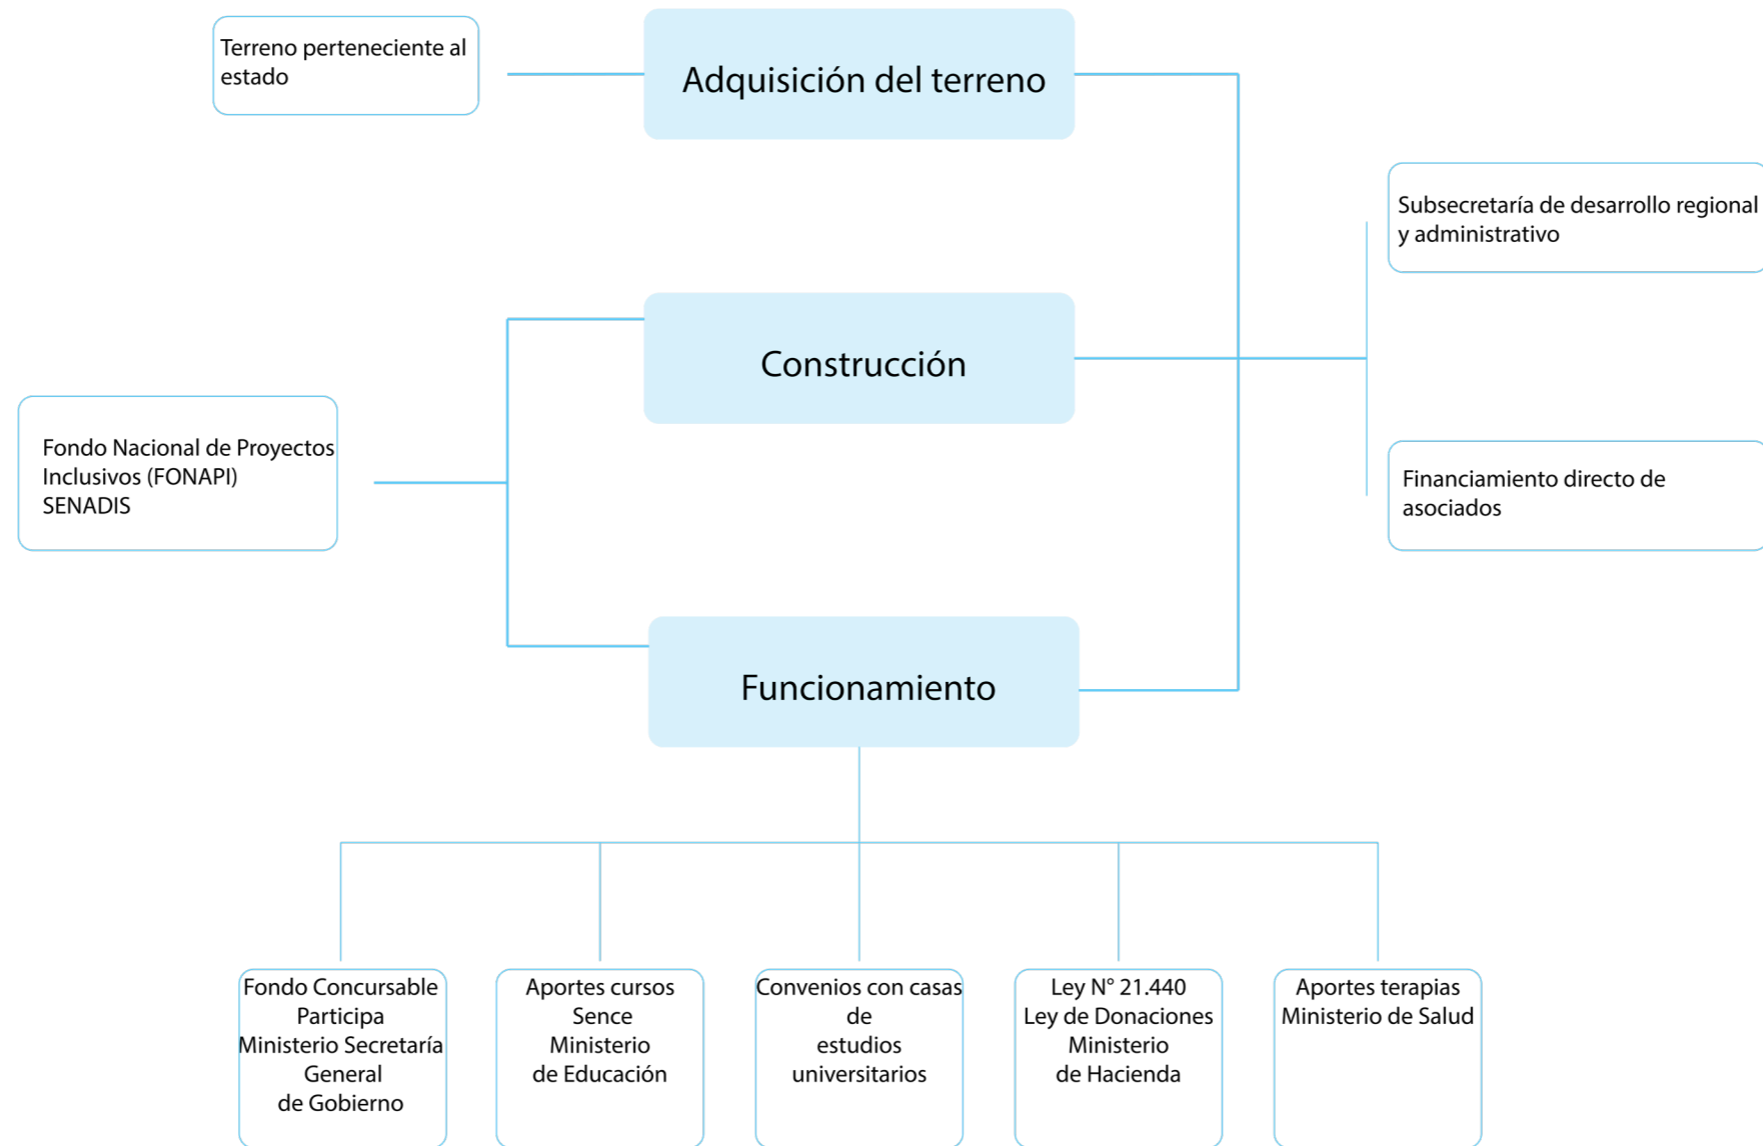 Terreno perteneciente al
estado
Adquisición del terreno
Subsecretaría de desarrollo regional
y administrativo
Construcción
Fondo Nacional de Proyectos
Inclusivos (FONAPI)
SENADIS
Financiamiento directo de
asociados
Funcionamiento
Fondo Concursable
Participa
Ministerio Secretaría
General
de Gobierno
Aportes cursos
Sence
Ministerio
de Educación
Convenios con casas
de
estudios
universitarios
Ley N° 21.440
Ley de Donaciones
Ministerio
de Hacienda
Aportes terapias
Ministerio de Salud